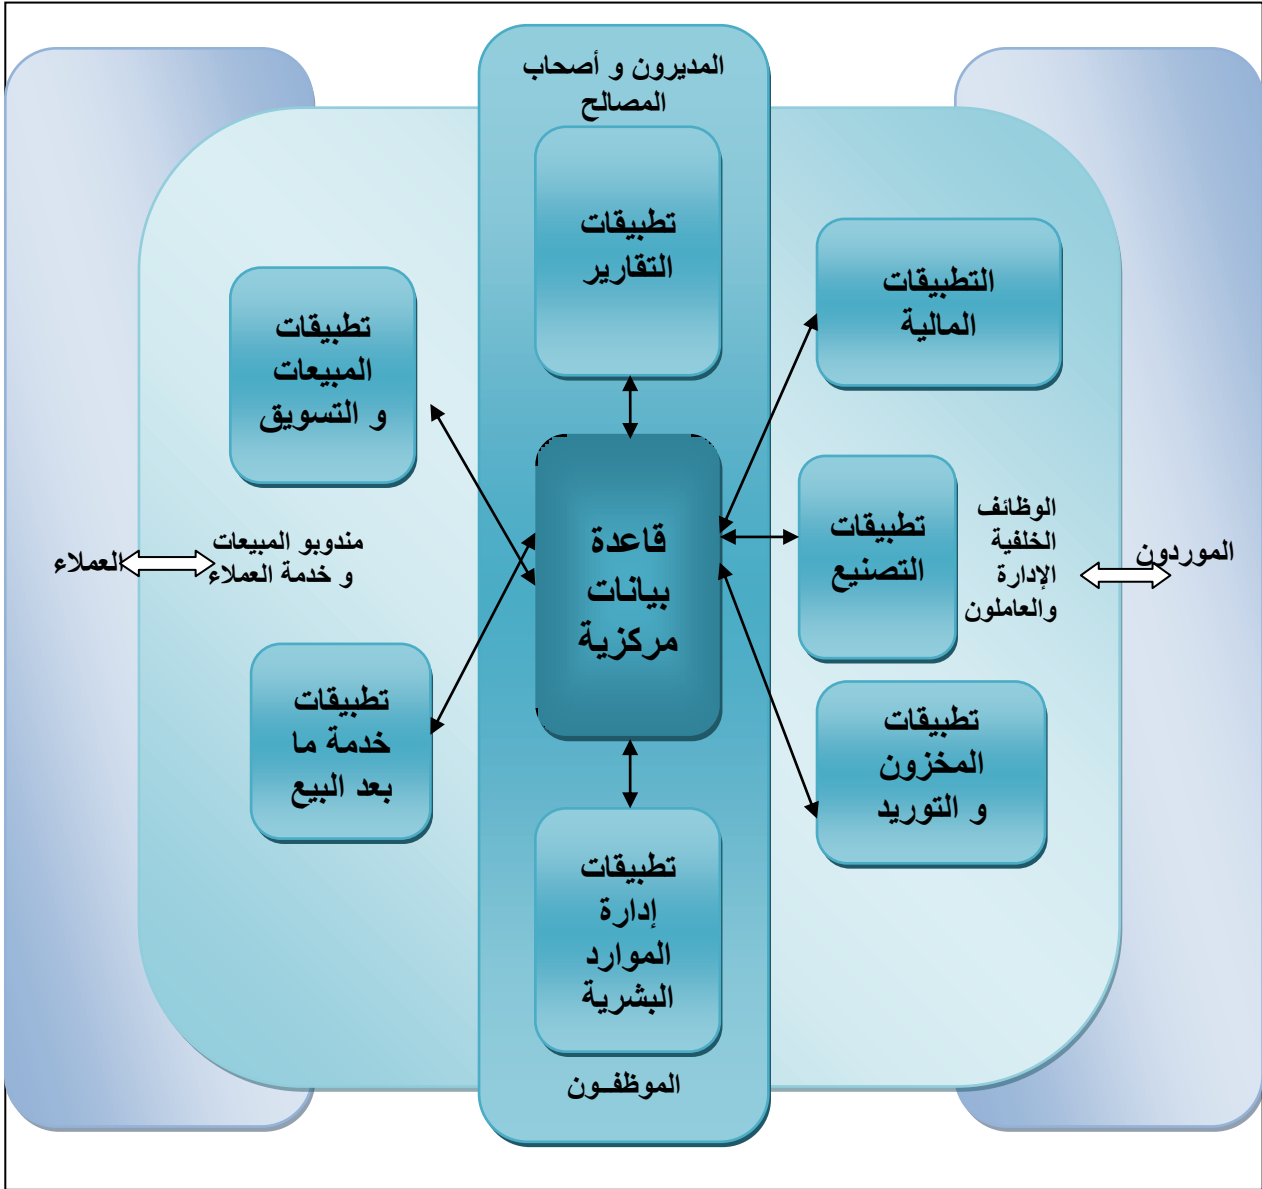 المديرون و أصحاب
المصالح
تطبيقات
التقارير
التطبيقات
المالية
تطبيقات
المبيعات
و التسويق
قاعدة
بيانات
مركزية
تطبيقات
التصنيع
الوظائف
الخلفية
الإدارة
والعاملون
الموردون
مندوبو المبيعات
و خدمة العملاء
العملاء
تطبيقات
المخزون
و التوريد
تطبيقات
خدمة ما
بعد البيع
تطبيقات
إدارة
الموارد
البشرية
الموظفــون